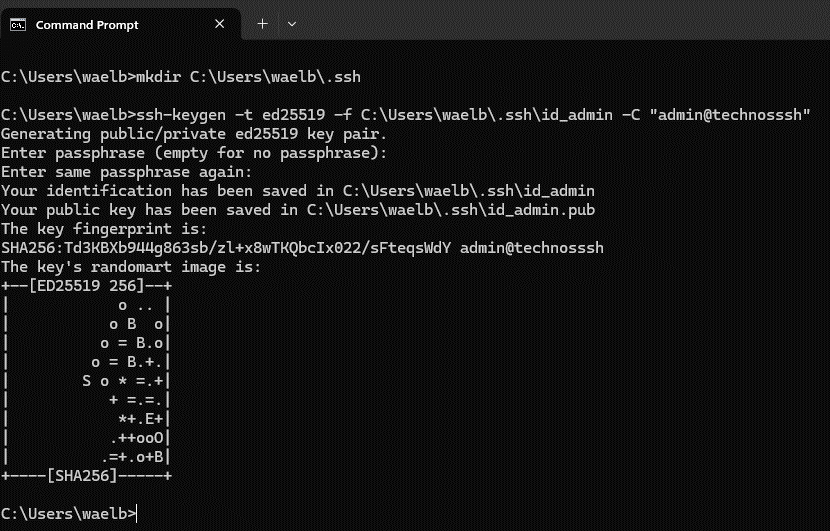 Command Prompt
C:\Users\waelb>mkdir C:\Users\waelb\.ssh
C:\Users\waelb>ssh-keygen -t ed25519 -f C:\Users\waelb\.ssh\id_admin -C "admin@technosssh"
Generating public/private ed25519 key pair.
Enter passphrase (empty for no passphrase):
Enter same passphrase again:
Your identification has been saved in C:\Users\waelb\.ssh\id_admin
Your public key has been saved in C:\Users\waelb\.ssh\id_admin.pub
The key fingerprint is:
SHA256:Td3KBXb944g863sb/zl+x8wTKQbcIx022/sFteqsWdY admin@technosssh
The key's randomart image is:
+--[ED25519 256]--+
|            o .. |
|           o B  o|
|          o = B.o|
|         o = B.+.|
|        S o * =.+|
|           + =.=.|
|            *+.E+|
|           .++ooO|
|          .=+.o+B|
+----[SHA256]-----+
C:\Users\waelb>